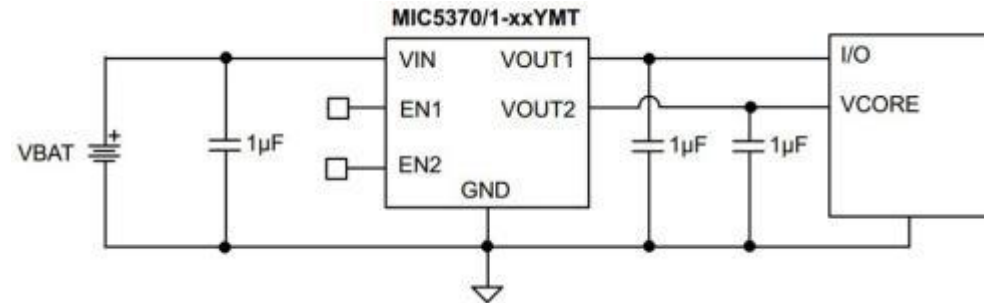 MIC5370/1-xxYMT
VIN VOUT1 I/O
EN1 VOUT2 VCORE
VBAT + 1µF EN2 1µF 1µF
GND